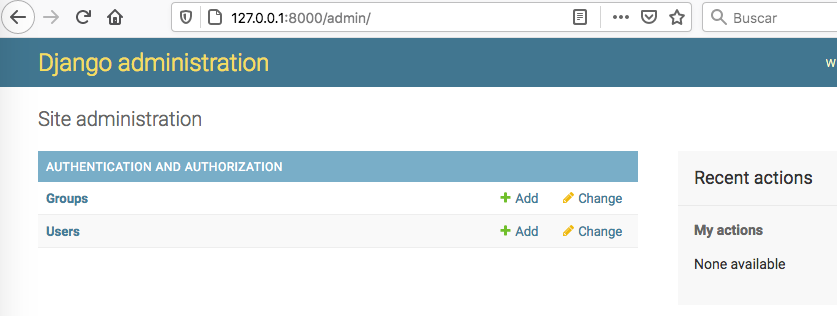 127.0.0.1:8000/admin/
Buscar
Django administration
W
Site administration
AUTHENTICATION AND AUTHORIZATION
Groups Add Change
Users Add Change
Recent actions
My actions
None available